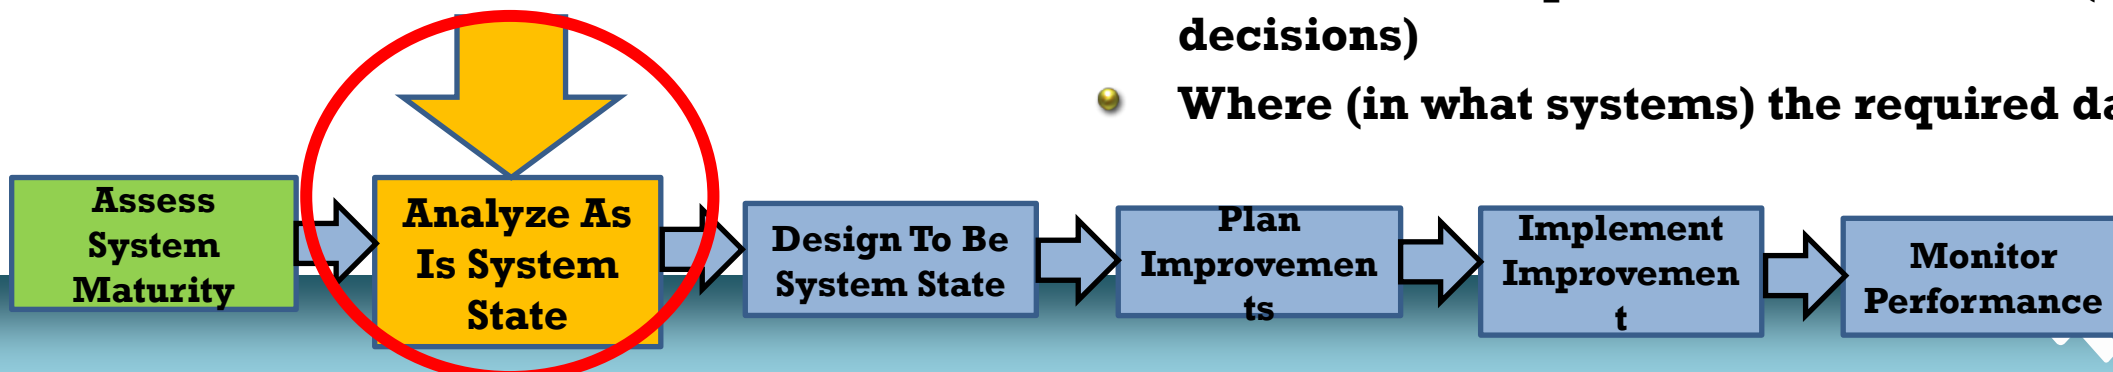 decisions)
Where (in what systems) the required
Assess
System
Maturity
Analyze As
Is System
State
Design To Be
System State
Plan
Improvemen
ts
Implement
Improvemen
t
Monitor
Performance